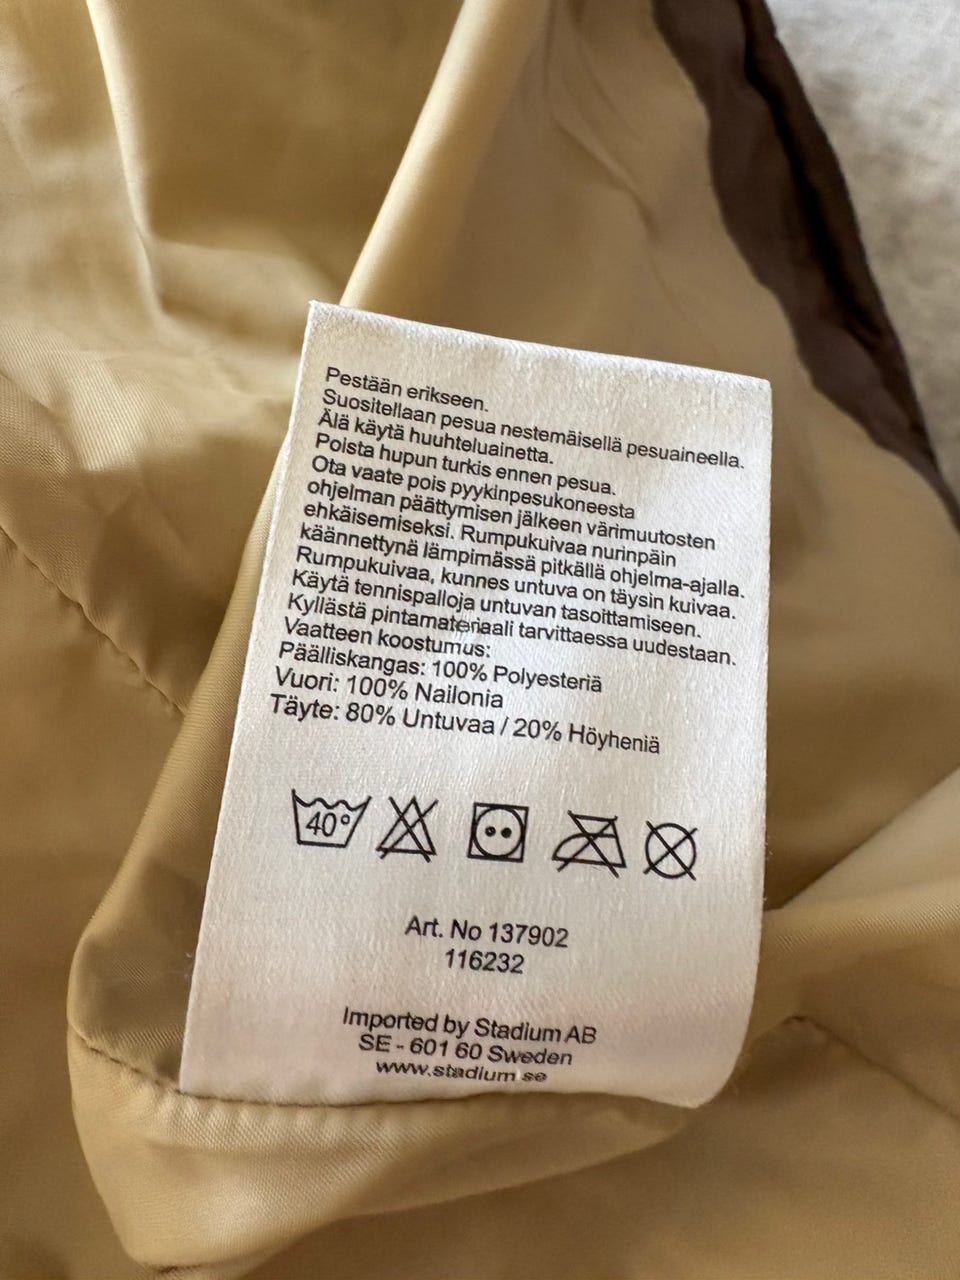 Pestään erikseen.
Suositellaan pesua nestemäisellä pesuaineella.
Älä käytä huuhteluainetta.
Poista hupun turkis ennen pesua.
Ota vaate pois pyykinpesukoneesta
ohjelman päättymisen jälkeen värimuutosten
ehkäisemiseksi. Rumpukuivaa nurinpäin
käännettynä lämpimässä pitkällä ohjelma-ajalla.
Rumpukuivaa, kunnes untuva on täysin kuivaa.
Käytä tennispalloja untuvan tasoittamiseen.
Kyllästä pintamateriaali tarvittaessa uudestaan.
Vaatteen koostumus:
Päälliskangas: 100% Polyesteriä
Vuori: 100% Nailonia
Täyte: 80% Untuvaa / 20% Höyheniä
40°
Art. No 137902
116232
Imported by Stadium AB
SE - 601 60 Sweden
www.stadium.se